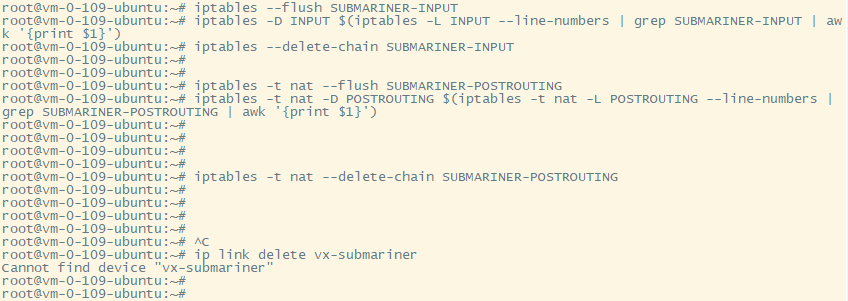 root@vm-0-109-ubuntu:~# iptables --flush SUBMARINER-INPUT
root@vm-0-109-ubuntu:~# iptables -D INPUT $(iptables -L INPUT --line-numbers | grep SUBMARINER-INPUT | aw
k '{print $1}')
root@vm-0-109-ubuntu:~# iptables --delete-chain SUBMARINER-INPUT
root@vm-0-109-ubuntu:~#
root@vm-0-109-ubuntu:~#
root@vm-0-109-ubuntu:~# iptables -t nat --flush SUBMARINER-POSTROUTING
root@vm-0-109-ubuntu:~# iptables -t nat -D POSTROUTING $(iptables -t nat -L POSTROUTING --line-numbers |
grep SUBMARINER-POSTROUTING | awk '{print $1}')
root@vm-0-109-ubuntu:~#
root@vm-0-109-ubuntu:~#
root@vm-0-109-ubuntu:~#
root@vm-0-109-ubuntu:~#
root@vm-0-109-ubuntu:~# iptables -t nat --delete-chain SUBMARINER-POSTROUTING
root@vm-0-109-ubuntu:~#
root@vm-0-109-ubuntu:~#
root@vm-0-109-ubuntu:~#
root@vm-0-109-ubuntu:~#
root@vm-0-109-ubuntu:~# ^C
root@vm-0-109-ubuntu:~# ip link delete vx-submariner
Cannot find device "vx-submariner"
root@vm-0-109-ubuntu:~#
root@vm-0-109-ubuntu:~#